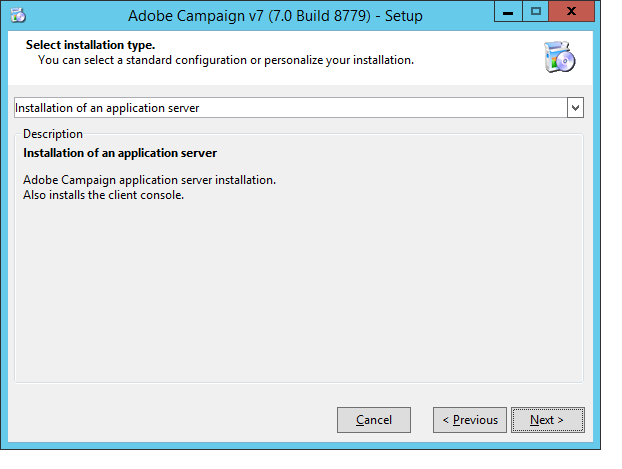 Adobe Campaign v7 (7.0 Build 8779) - Setup
Select installation type.
You can select a standard configuration or personalize your installation.
Installation of an application server
Description
Installation of an application server
Adobe Campaign application server installation.
Also installs the client console.
Cancel
< Previous
Next >